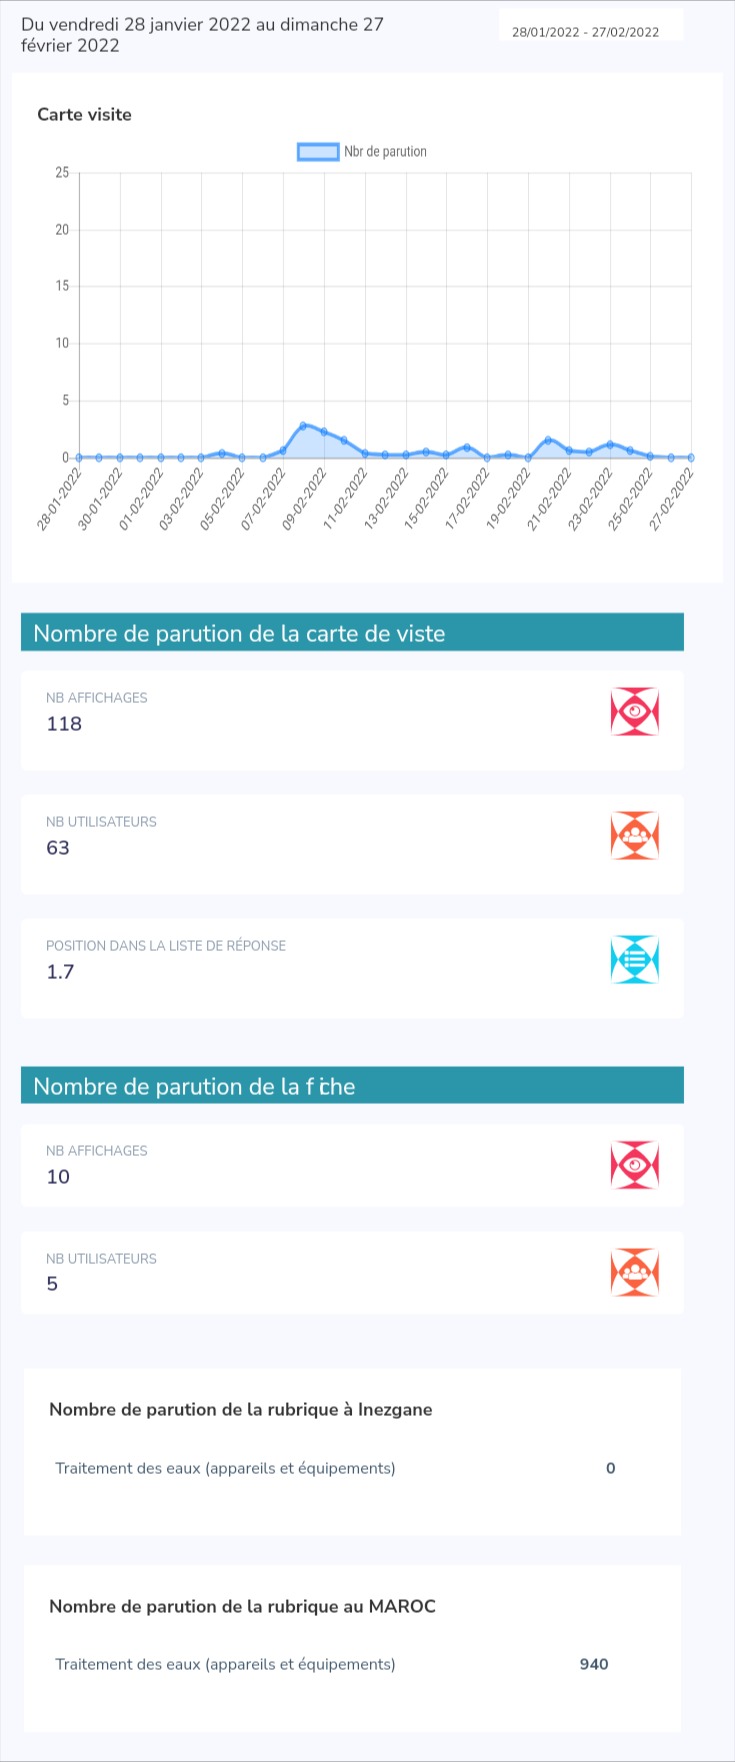 Du vendredi 28 janvier 2022 au dimanche 27
février 2022
28/01/2022 - 27/02/2022
Carte visite
Nbr de parution
25
20
15
10
5
0
28-01-2022
30-01-2022
01-02-2022
03-02-2022
05-02-2022
07-02-2022
09-02-2022
11-02-2022
13-02-2022
15-02-2022
17-02-2022
19-02-2022
21-02-2022
23-02-2022
25-02-2022
27-02-2022
Nombre de parution de la carte de viste
NB AFFICHAGES
118
NB UTILISATEURS
63
POSITION DANS LA LISTE DE RÉPONSE
1.7
Nombre de parution de la fiche
NB AFFICHAGES
10
NB UTILISATEURS
5
Nombre de parution de la rubrique à Inezgane
Traitement des eaux (appareils et équipements) 0
Nombre de parution de la rubrique au MAROC
Traitement des eaux (appareils et équipements) 940